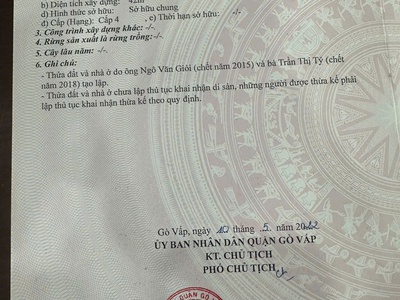 b) Diện tích xây dựng: 42m²
d) Hình thức sở hữu: Sở hữu chung
đ) Cấp (Hạng): Cấp 4 , e) Thời hạn sở hữu: -/-
3. Công trình xây dựng khác: -/-
4. Rừng sản xuất là rừng trồng: -/-
5. Cây lâu năm: -/-
6. Ghi chú:
- Thửa đất và nhà ở do ông Ngô Văn Giỏi (chết năm 2015) và bà Trần Thị Tý (chết
năm 2018) tạo lập.
- Thửa đất và nhà ở chưa lập thủ tục khai nhận di sản, những người được thừa kế phải
lập thủ tục khai nhận thừa kế theo quy định.
Gò Vấp, ngày 10 tháng 5. năm 2022
ỦY BAN NHÂN DÂN QUẬN GÒ VẤP
KT. CHỦ TỊCH
PHÓ CHỦ TỊCH
QUẬN GÒ